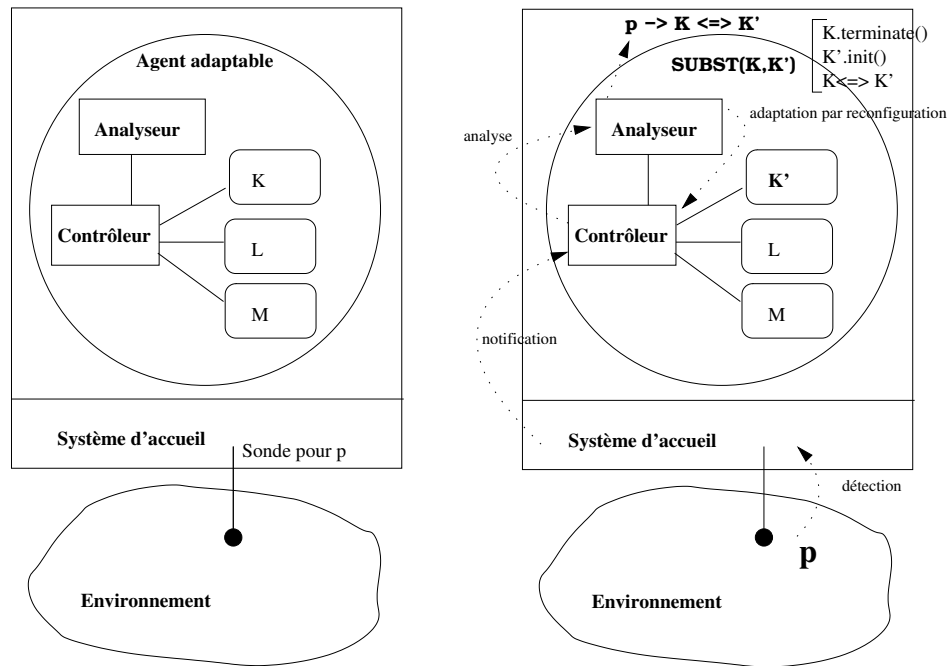 Agent adaptable
Analyseur
K
Contrôleur
L
M
Système d'accueil
Sonde pour p
Environnement
p -> K <=> K'
SUBST(K,K')
K.terminate()
K'.init()
K<=> K'
analyse
Analyseur
adaptation par reconfiguration
K'
Contrôleur
L
M
notification
Système d'accueil
détection
p
Environnement